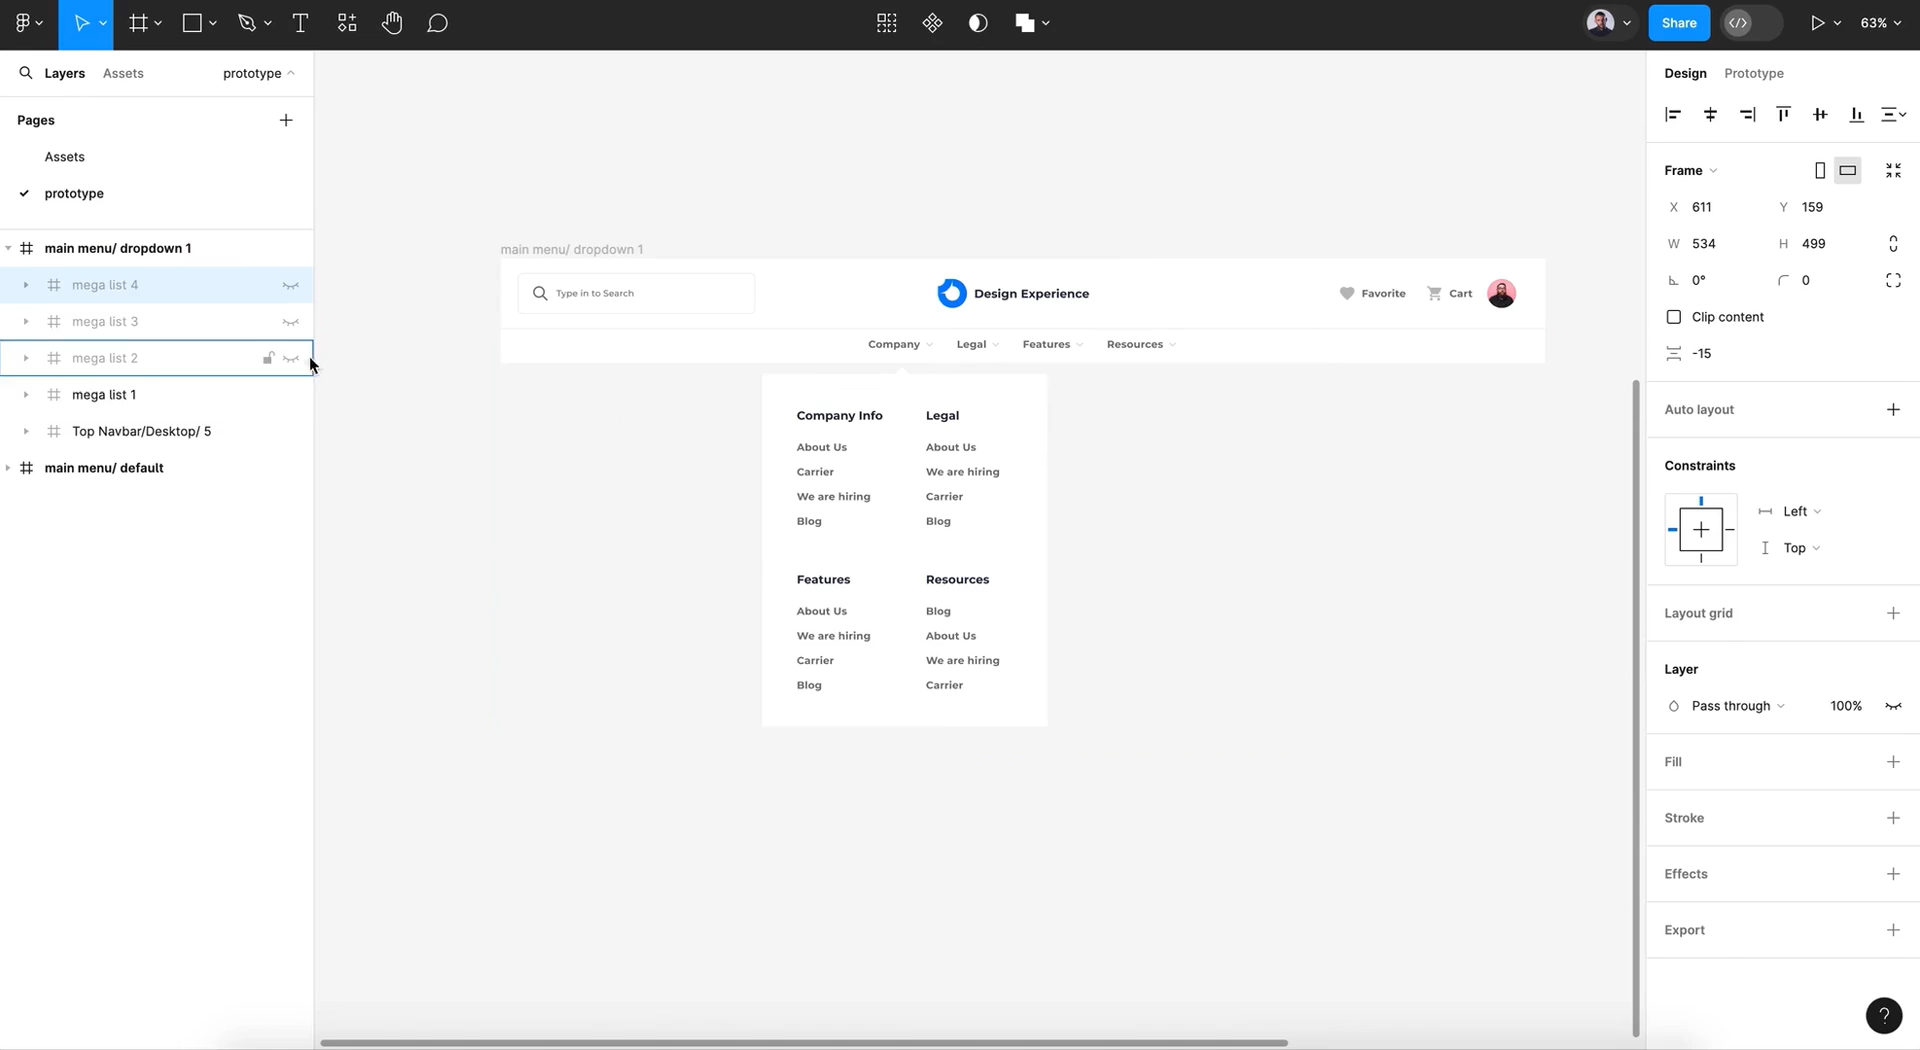 Share
63%
Layers
Assets
prototype
Pages
Assets
prototype
main menu/ dropdown 1
mega list 4
mega list 3
mega list 2
mega list 1
Top Navbar/Desktop/ 5
main menu/ default
main menu/ dropdown 1
Type in to Search
Design Experience
Favorite
Cart
Company
Legal
Features
Resources
Company Info
About Us
Carrier
We are hiring
Blog
Legal
About Us
We are hiring
Carrier
Blog
Features
About Us
We are hiring
Carrier
Blog
Resources
Blog
About Us
We are hiring
Carrier
Design
Prototype
Frame
X 611
Y 159
W 534
H 499
0°
0
Clip content
-15
Auto layout
Constraints
Left
Top
Layout grid
Layer
Pass through
100%
Fill
Stroke
Effects
Export
?